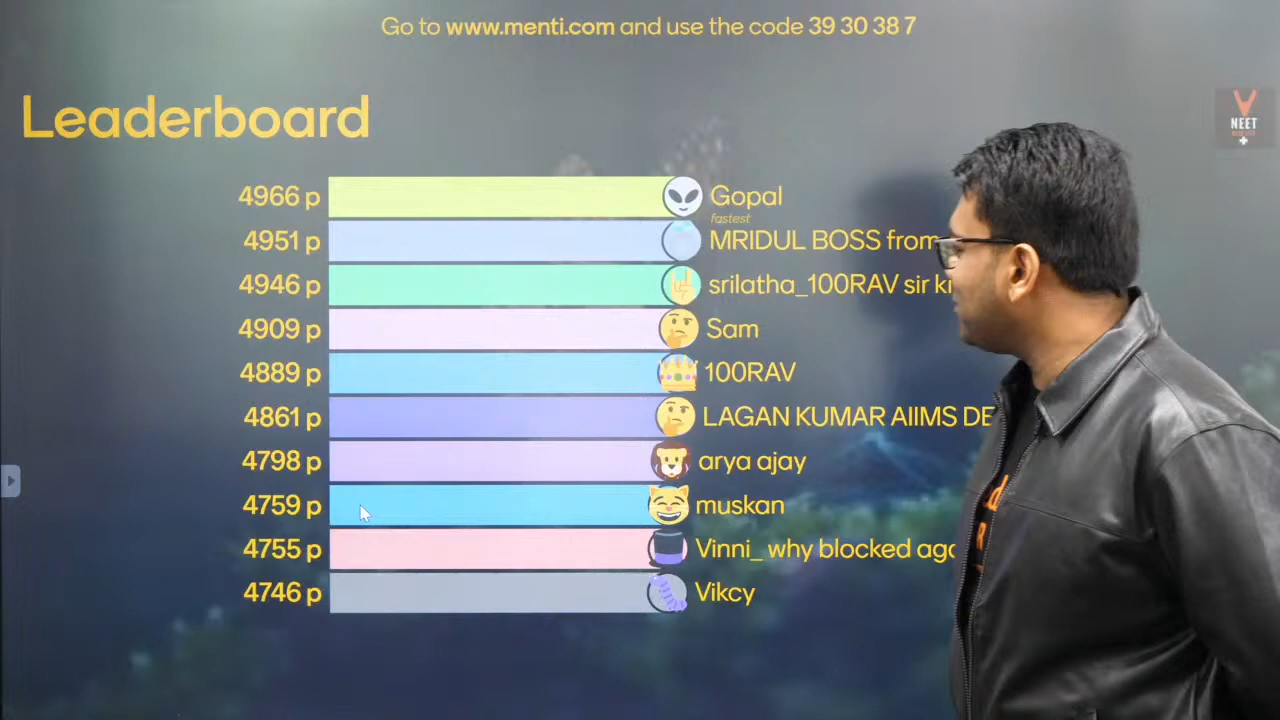 Go to www.menti.com and use the code 39 30 38 7
Leaderboard
NEET
4966 p Gopal
fastest
4951 p MRIDUL BOSS from
4946 p srilatha_100RAV sir
4909 p Sam
4889 p 100RAV
4861 p LAGAN KUMAR AIIMS
4798 p arya ajay
4759 p muskan
4755 p Vinni_ why blocked
4746 p Vikcy